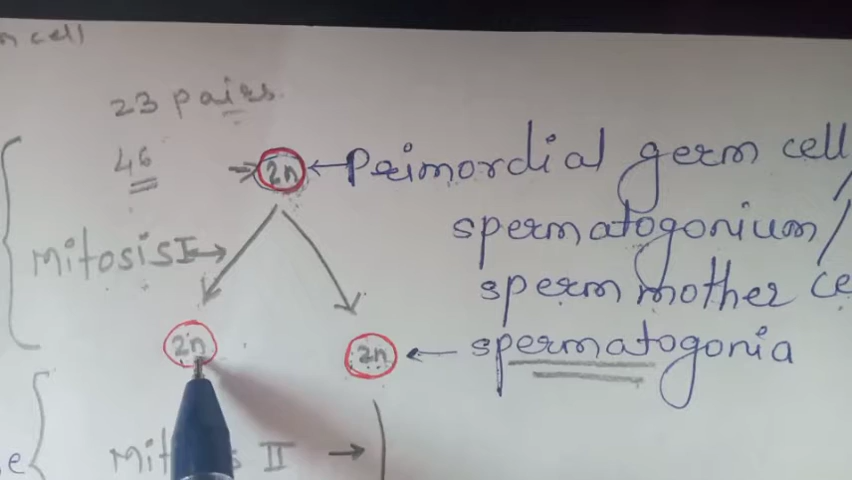 cell
23 pairs
46
2n
Primordial germ cell/
spermatogonium/
Mitosis I
sperm mother ce
2n
2n
spermatogonia
II